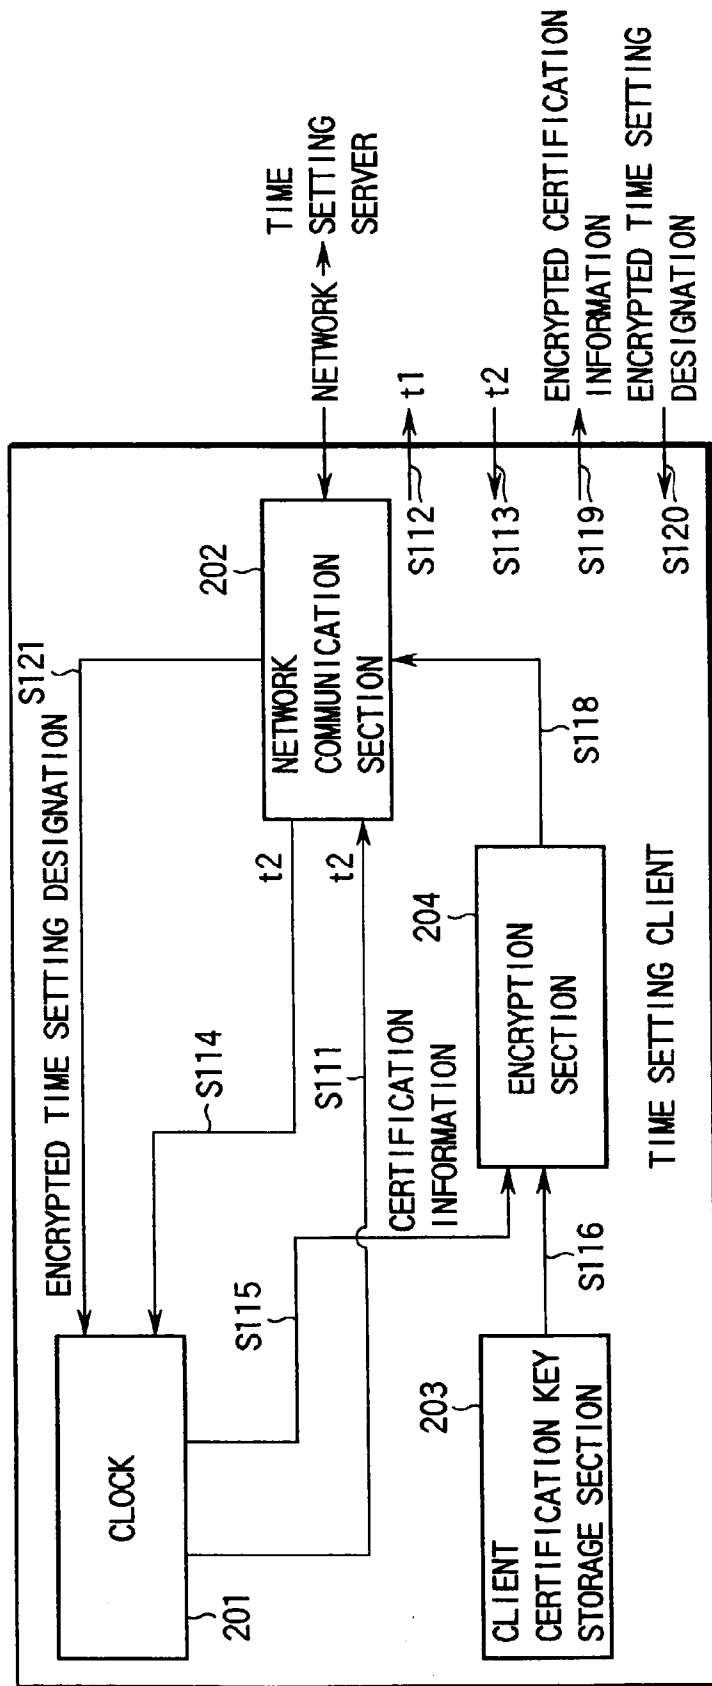 ENCRYPTED TIME SETTING DESIGNATION
S121
CLOCK
201
S114
S115
S111
t2
t2
202
NETWORK
COMMUNICATION
SECTION
NETWORK
TIME
SETTING
SERVER
CERTIFICATION
INFORMATION
S112
t1
S113
t2
S119
ENCRYPTED CERTIFICATION
INFORMATION
S120
ENCRYPTED TIME SETTING
DESIGNATION
203
CLIENT
CERTIFICATION KEY
STORAGE SECTION
S116
204
ENCRYPTION
SECTION
S118
TIME SETTING CLIENT